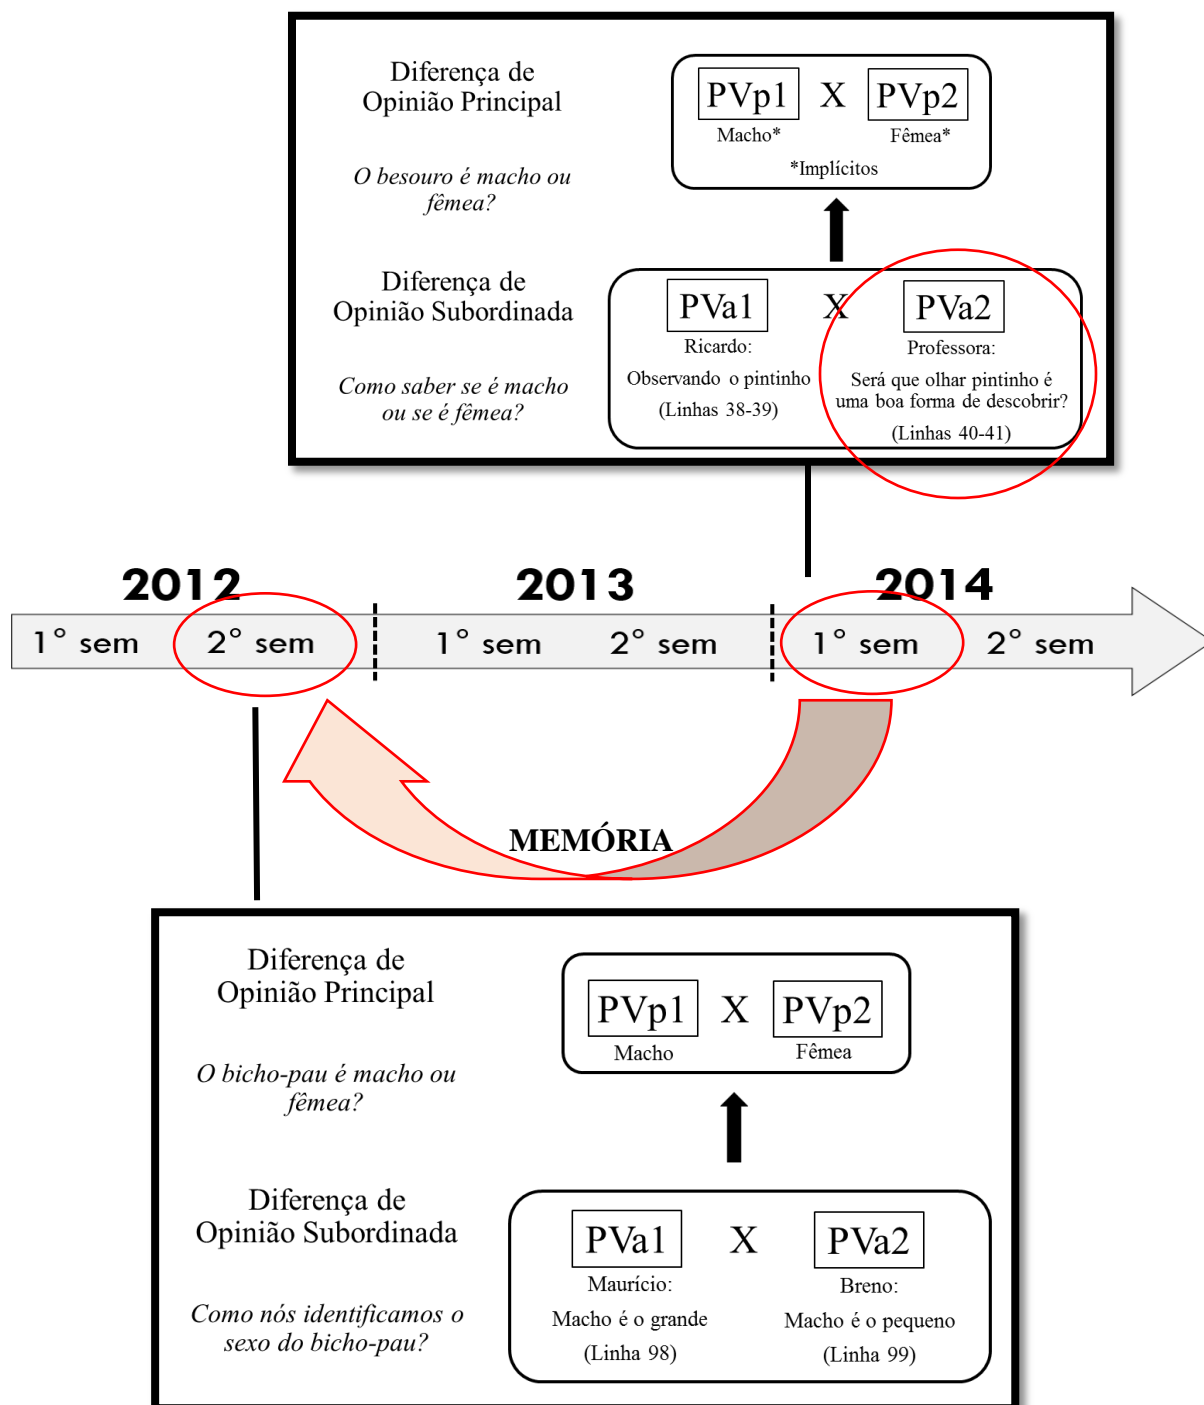 Diferença de
Opinião Principal
PVp1 X PVp2
Macho* Fêmea*
*Implícitos
O besouro é macho ou
fêmea?
Diferença de
Opinião Subordinada
PVa1 X PVa2
Ricardo: Professora:
Como saber se é macho
ou se é fêmea?
Observando o pintinho
(Linhas 38-39)
Será que olhar pintinho é
uma boa forma de descobrir?
(Linhas 40-41)
2012 2013 2014
1° sem 2° sem 1° sem 2° sem 1° sem 2° sem
MEMÓRIA
Diferença de
Opinião Principal
PVp1 X PVp2
Macho Fêmea
O bicho-pau é macho ou
fêmea?
Diferença de
Opinião Subordinada
PVa1 X PVa2
Maurício: Breno:
Como nós identificamos o
sexo do bicho-pau?
Macho é o grande
(Linha 98)
Macho é o pequeno
(Linha 99)